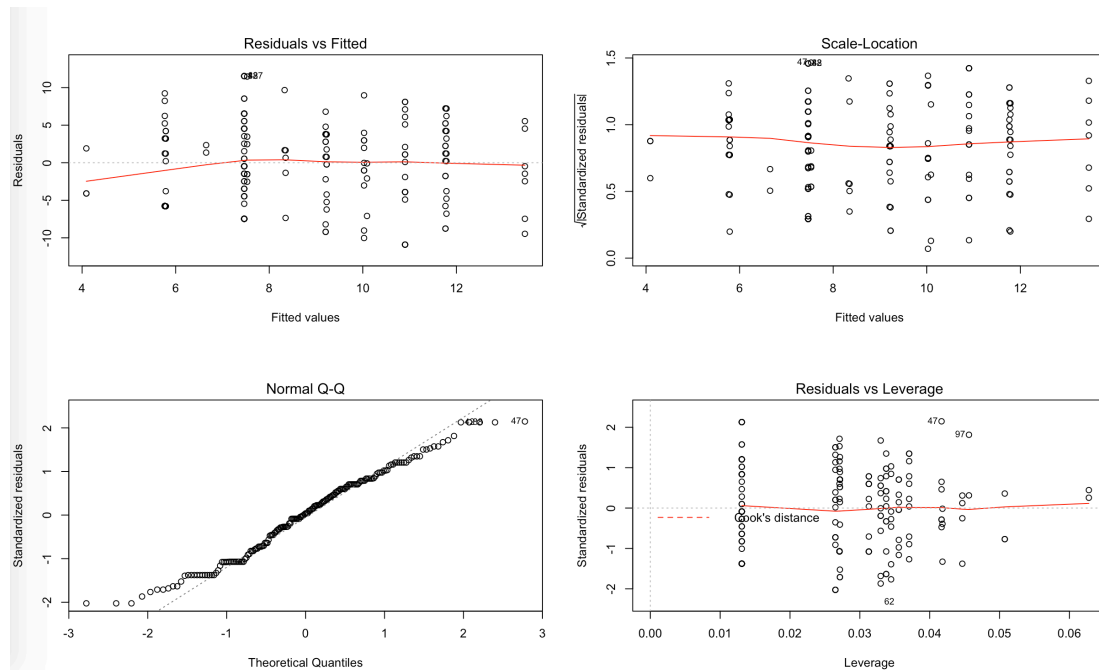 Residuals vs Fitted
Residuals
10
5
0
-5
-10
4 6 8 10 12
Fitted values
Scale-Location
√|Standardized residuals|
1.5
1.0
0.5
0.0
47
4 6 8 10 12
Fitted values
Normal Q-Q
Standardized residuals
2
1
0
-1
-2
47
-3 -2 -1 0 1 2 3
Theoretical Quantiles
Residuals vs Leverage
Standardized residuals
2
1
0
-1
-2
47
97
Cook's distance
62
0.00 0.01 0.02 0.03 0.04 0.05 0.06
Leverage